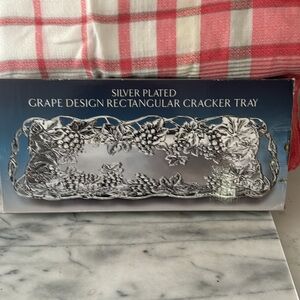 SILVER PLATED
GRAPE DESIGN RECTANGULAR CRACKER TRAY